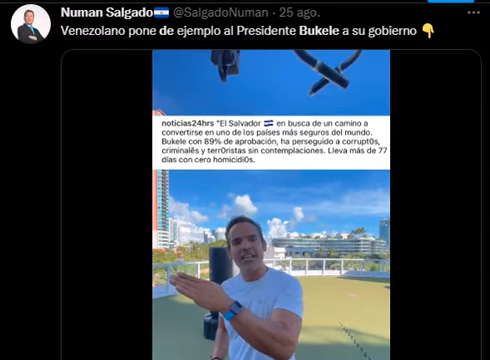 Numan Salgado🇸🇻 @SalgadoNuman · 25 ago.
Venezolano pone de ejemplo al Presidente Bukele a su gobierno 👇
noticias24hrs "El Salvador 🇸🇻 en busca de un camino a
convertirse en uno de los países más seguros del mundo.
Bukele con 89% de aprobación, ha perseguido a corrupt0s,
criminalês y terr0ristas sin contemplaciones. Lleva más de 77
días con cero homicidi0s.